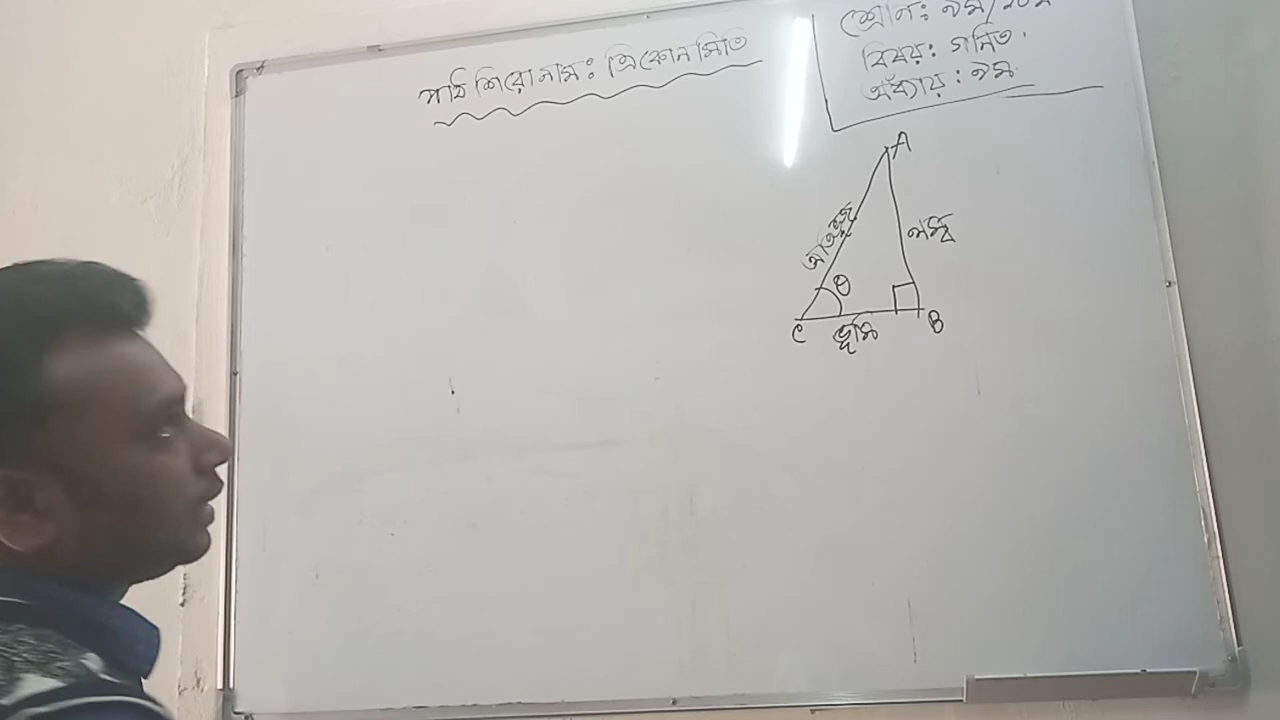 পাঠ শিরোনাম: ত্রিকোনমিতি
শ্রেনি: ৯ম/১০ম
বিষয়: গনিত.
অধ্যায়: ৯ম.
A
অতিভুজ
লম্ব
θ
C
ভূমি
B